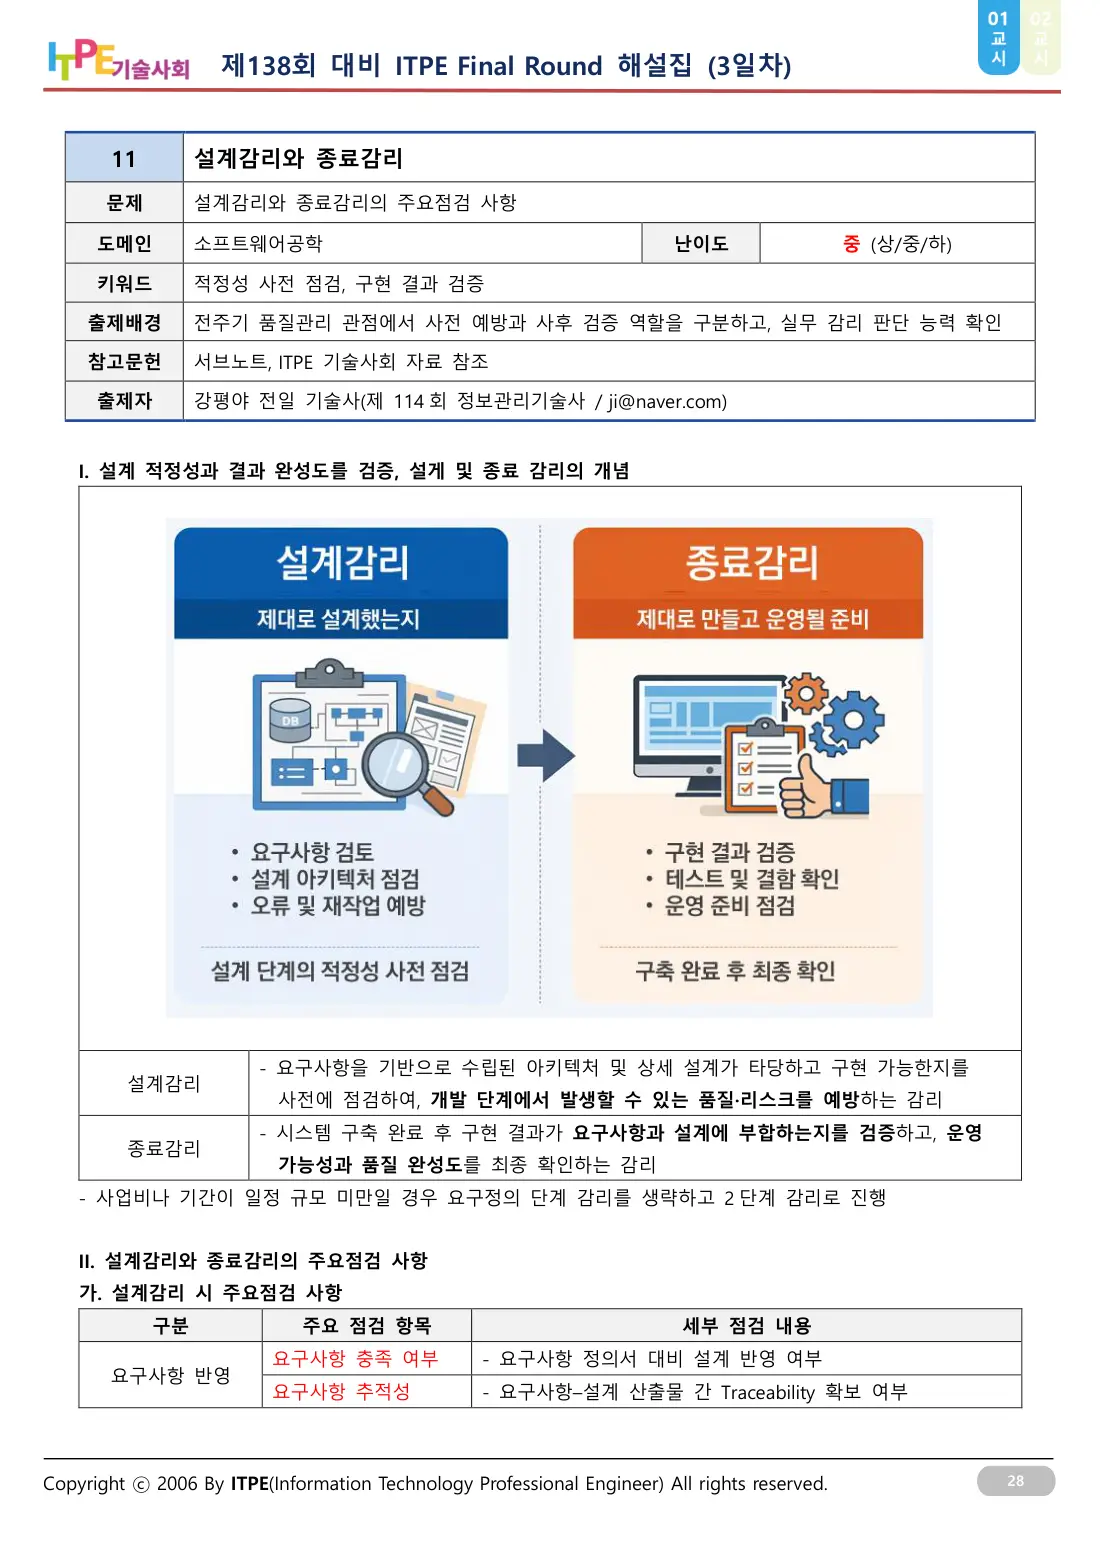 01
교
시
02
교
시
ITPE기술사회 제138회 대비 ITPE Final Round 해설집 (3일차)
11 설계감리와 종료감리
문제 설계감리와 종료감리의 주요점검 사항
도메인 소프트웨어공학 난이도 중 (상/중/하)
키워드 적정성 사전 점검, 구현 결과 검증
출제배경 전주기 품질관리 관점에서 사전 예방과 사후 검증 역할을 구분하고, 실무 감리 판단 능력 확인
참고문헌 서브노트, ITPE 기술사회 자료 참조
출제자 강평야 전일 기술사(제 114회 정보관리기술사 / ji@naver.com)
I. 설계 적정성과 결과 완성도를 검증, 설게 및 종료 감리의 개념
설계감리
제대로 설계했는지
DB
• 요구사항 검토
• 설계 아키텍처 점검
• 오류 및 재작업 예방
설계 단계의 적정성 사전 점검
종료감리
제대로 만들고 운영될 준비
• 구현 결과 검증
• 테스트 및 결함 확인
• 운영 준비 점검
구축 완료 후 최종 확인
설계감리 - 요구사항을 기반으로 수립된 아키텍처 및 상세 설계가 타당하고 구현 가능한지를
사전에 점검하여, 개발 단계에서 발생할 수 있는 품질·리스크를 예방하는 감리
종료감리 - 시스템 구축 완료 후 구현 결과가 요구사항과 설계에 부합하는지를 검증하고, 운영
가능성과 품질 완성도를 최종 확인하는 감리
- 사업비나 기간이 일정 규모 미만일 경우 요구정의 단계 감리를 생략하고 2단계 감리로 진행
II. 설계감리와 종료감리의 주요점검 사항
가. 설계감리 시 주요점검 사항
구분 주요 점검 항목 세부 점검 내용
요구사항 반영 요구사항 충족 여부 - 요구사항 정의서 대비 설계 반영 여부
요구사항 추적성 - 요구사항–설계 산출물 간 Traceability 확보 여부
Copyright ⓒ 2006 By ITPE(Information Technology Professional Engineer) All rights reserved. 28